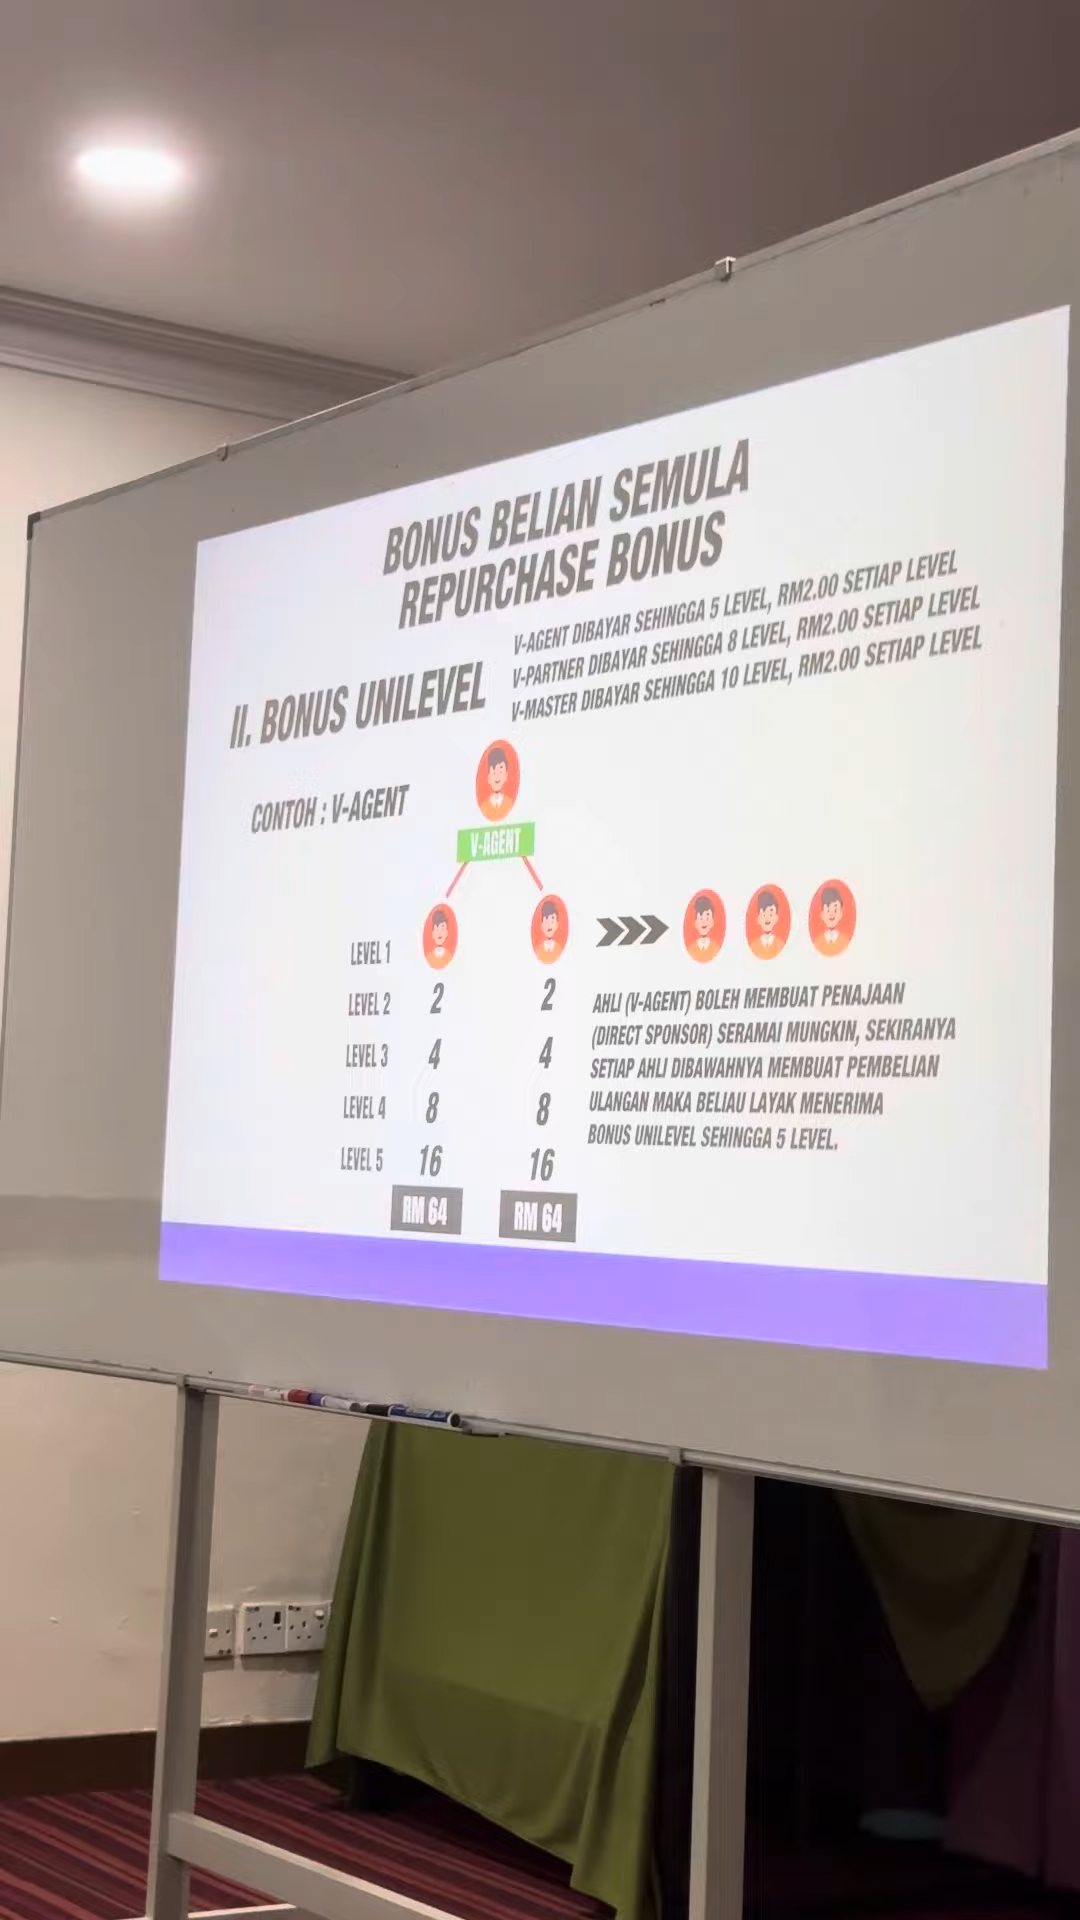 BONUS BELIAN SEMULA
REPURCHASE BONUS
II. BONUS UNILEVEL
V-AGENT DIBAYAR SEHINGGA 5 LEVEL, RM2.00 SETIAP LEVEL
V-PARTNER DIBAYAR SEHINGGA 8 LEVEL, RM2.00 SETIAP LEVEL
V-MASTER DIBAYAR SEHINGGA 10 LEVEL, RM2.00 SETIAP LEVEL
CONTOH : V-AGENT
V-AGENT
LEVEL 1
LEVEL 2 2 2
LEVEL 3 4 4
LEVEL 4 8 8
LEVEL 5 16 16
RM 64 RM 64
AHLI (V-AGENT) BOLEH MEMBUAT PENAJAAN
(DIRECT SPONSOR) SERAMAI MUNGKIN, SEKIRANYA
SETIAP AHLI DIBAWAHNYA MEMBUAT PEMBELIAN
ULANGAN MAKA BELIAU LAYAK MENERIMA
BONUS UNILEVEL SEHINGGA 5 LEVEL.